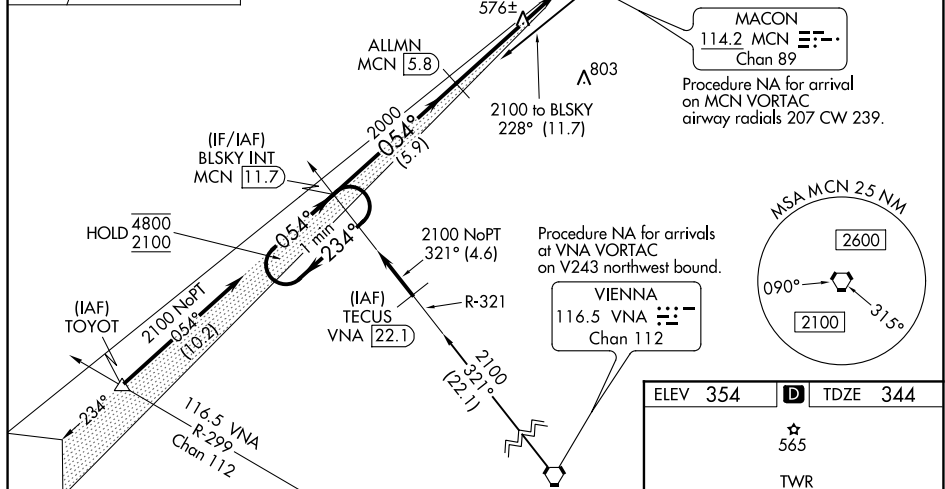 576±
MACON
114.2 MCN
Chan 89
Procedure NA for arrival
on MCN VORTAC
airway radials 207 CW 239.
ALLMN
MCN 5.8
803
2100 to BLSKY
228° (11.7)
2000
054°
(5.9)
(IF/IAF)
BLSKY INT
MCN 11.7
HOLD 4800
2100
054°
1 min
234°
2100 NoPT
321° (4.6)
Procedure NA for arrivals
at VNA VORTAC
on V243 northwest bound.
MSA MCN 25 NM
2600
090°
315°
2100
(IAF)
TECUS
VNA 22.1
R-321
VIENNA
116.5 VNA
Chan 112
(IAF)
TOYOT
2100 NoPT
054°
(10.2)
234°
116.5 VNA
R-299
Chan 112
2100
321°
(22.1)
ELEV 354 D TDZE 344
565
TWR